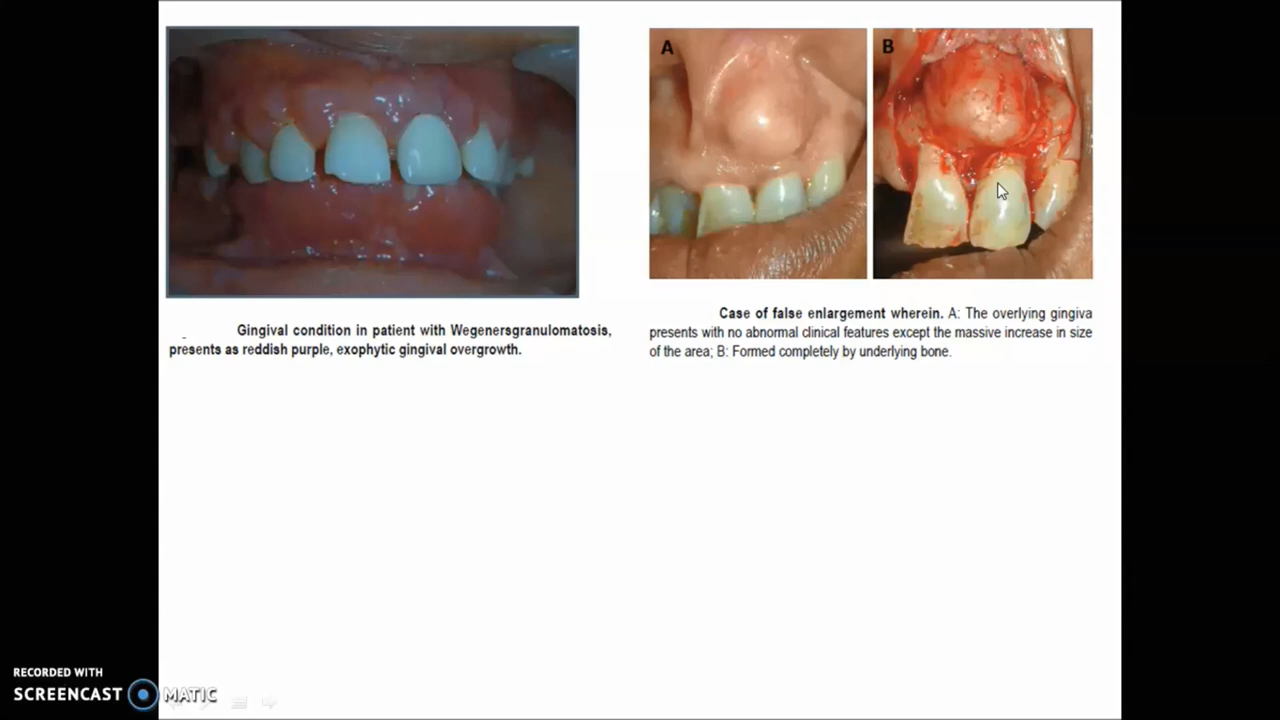 A
B
Gingival condition in patient with Wegenersgranulomatosis,
presents as reddish purple, exophytic gingival overgrowth.
Case of false enlargement wherein. A: The overlying gingiva
presents with no abnormal clinical features except the massive increase in size
of the area; B: Formed completely by underlying bone.
RECORDED WITH
SCREENCAST MATIC